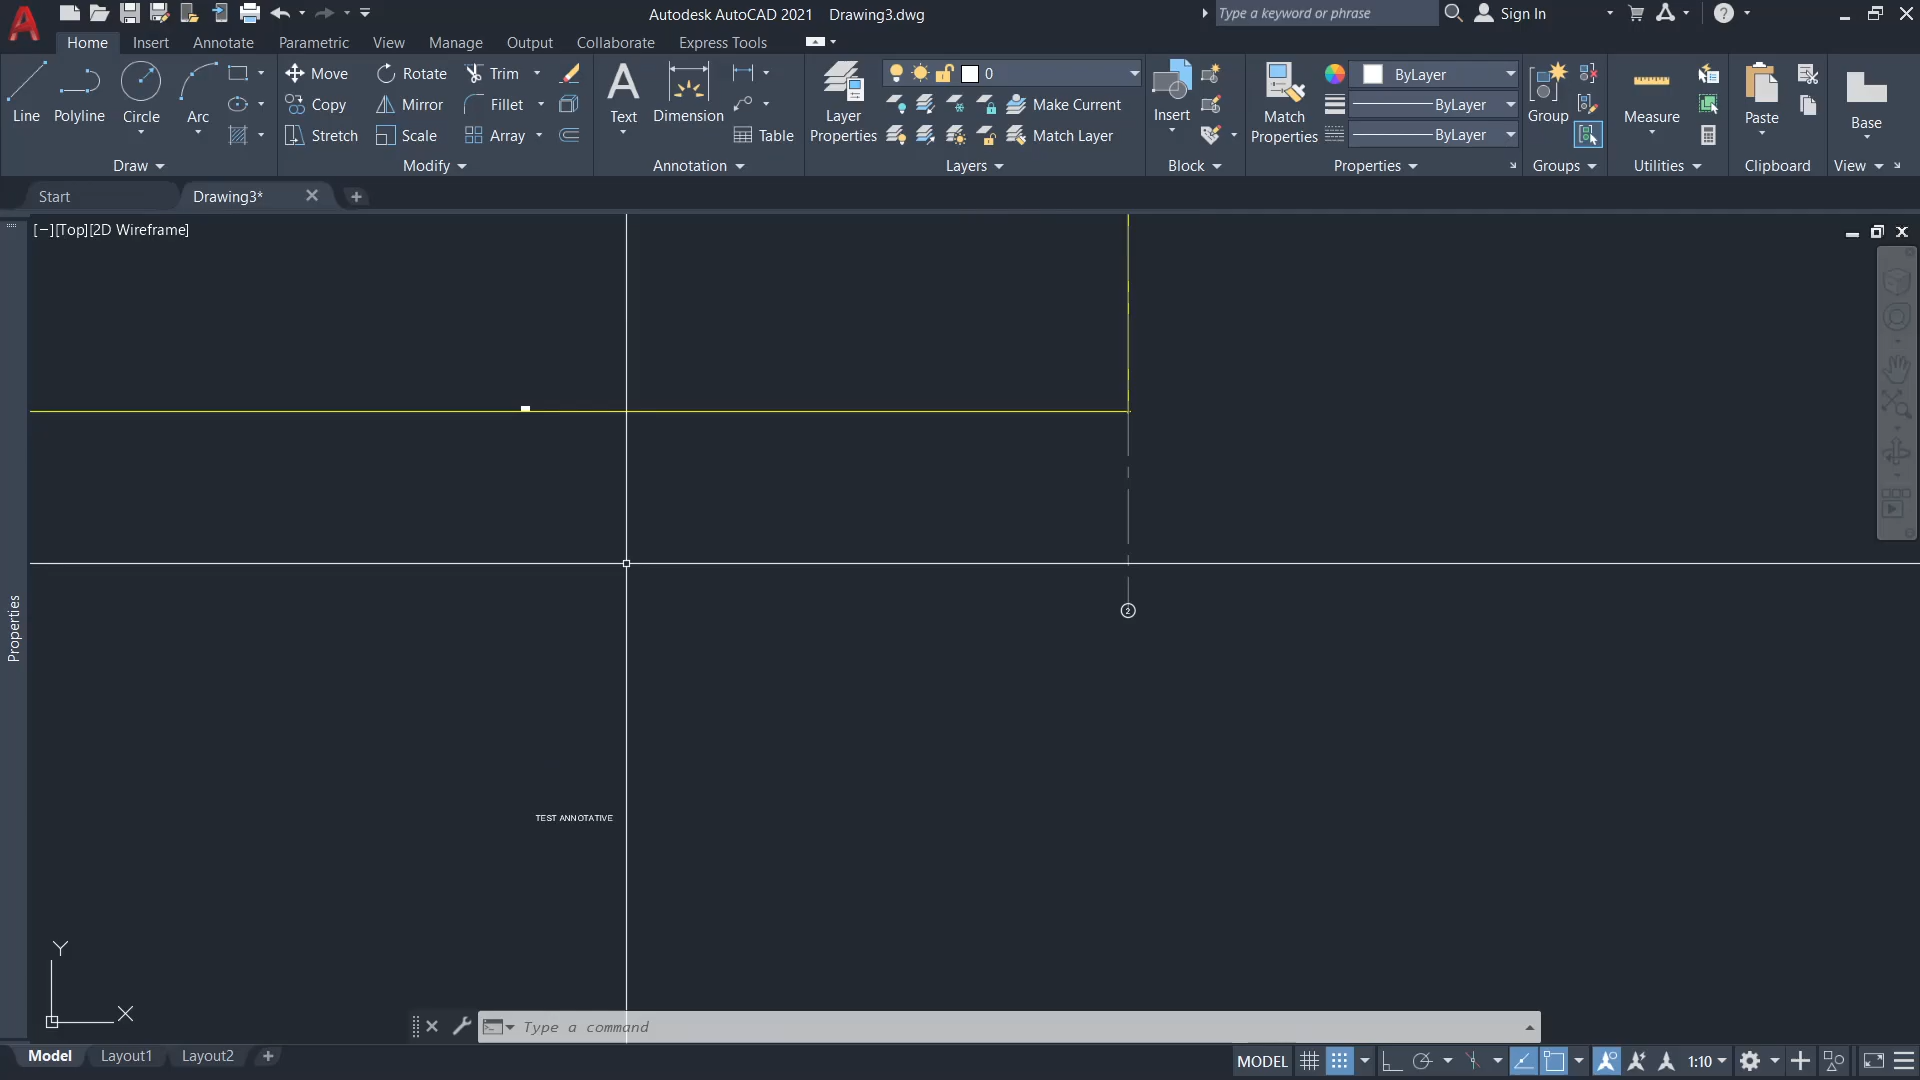 Autodesk AutoCAD 2021 Drawing3.dwg
Type a keyword or phrase
Sign In
Home Insert Annotate Parametric View Manage Output Collaborate Express Tools
Line Polyline Circle Arc
Draw
Move Rotate Trim
Copy Mirror Fillet
Stretch Scale Array
Modify
Text Dimension Table
Annotation
Layer Properties
0
Make Current
Match Layer
Layers
Insert
Block
Match Properties
ByLayer
ByLayer
ByLayer
Properties
Group
Groups
Measure
Utilities
Paste
Clipboard
Base
View
Start Drawing3*
[−][Top][2D Wireframe]
Properties
2
TEST ANNOTATIVE
Y
X
Type a command
Model Layout1 Layout2
MODEL 1:10